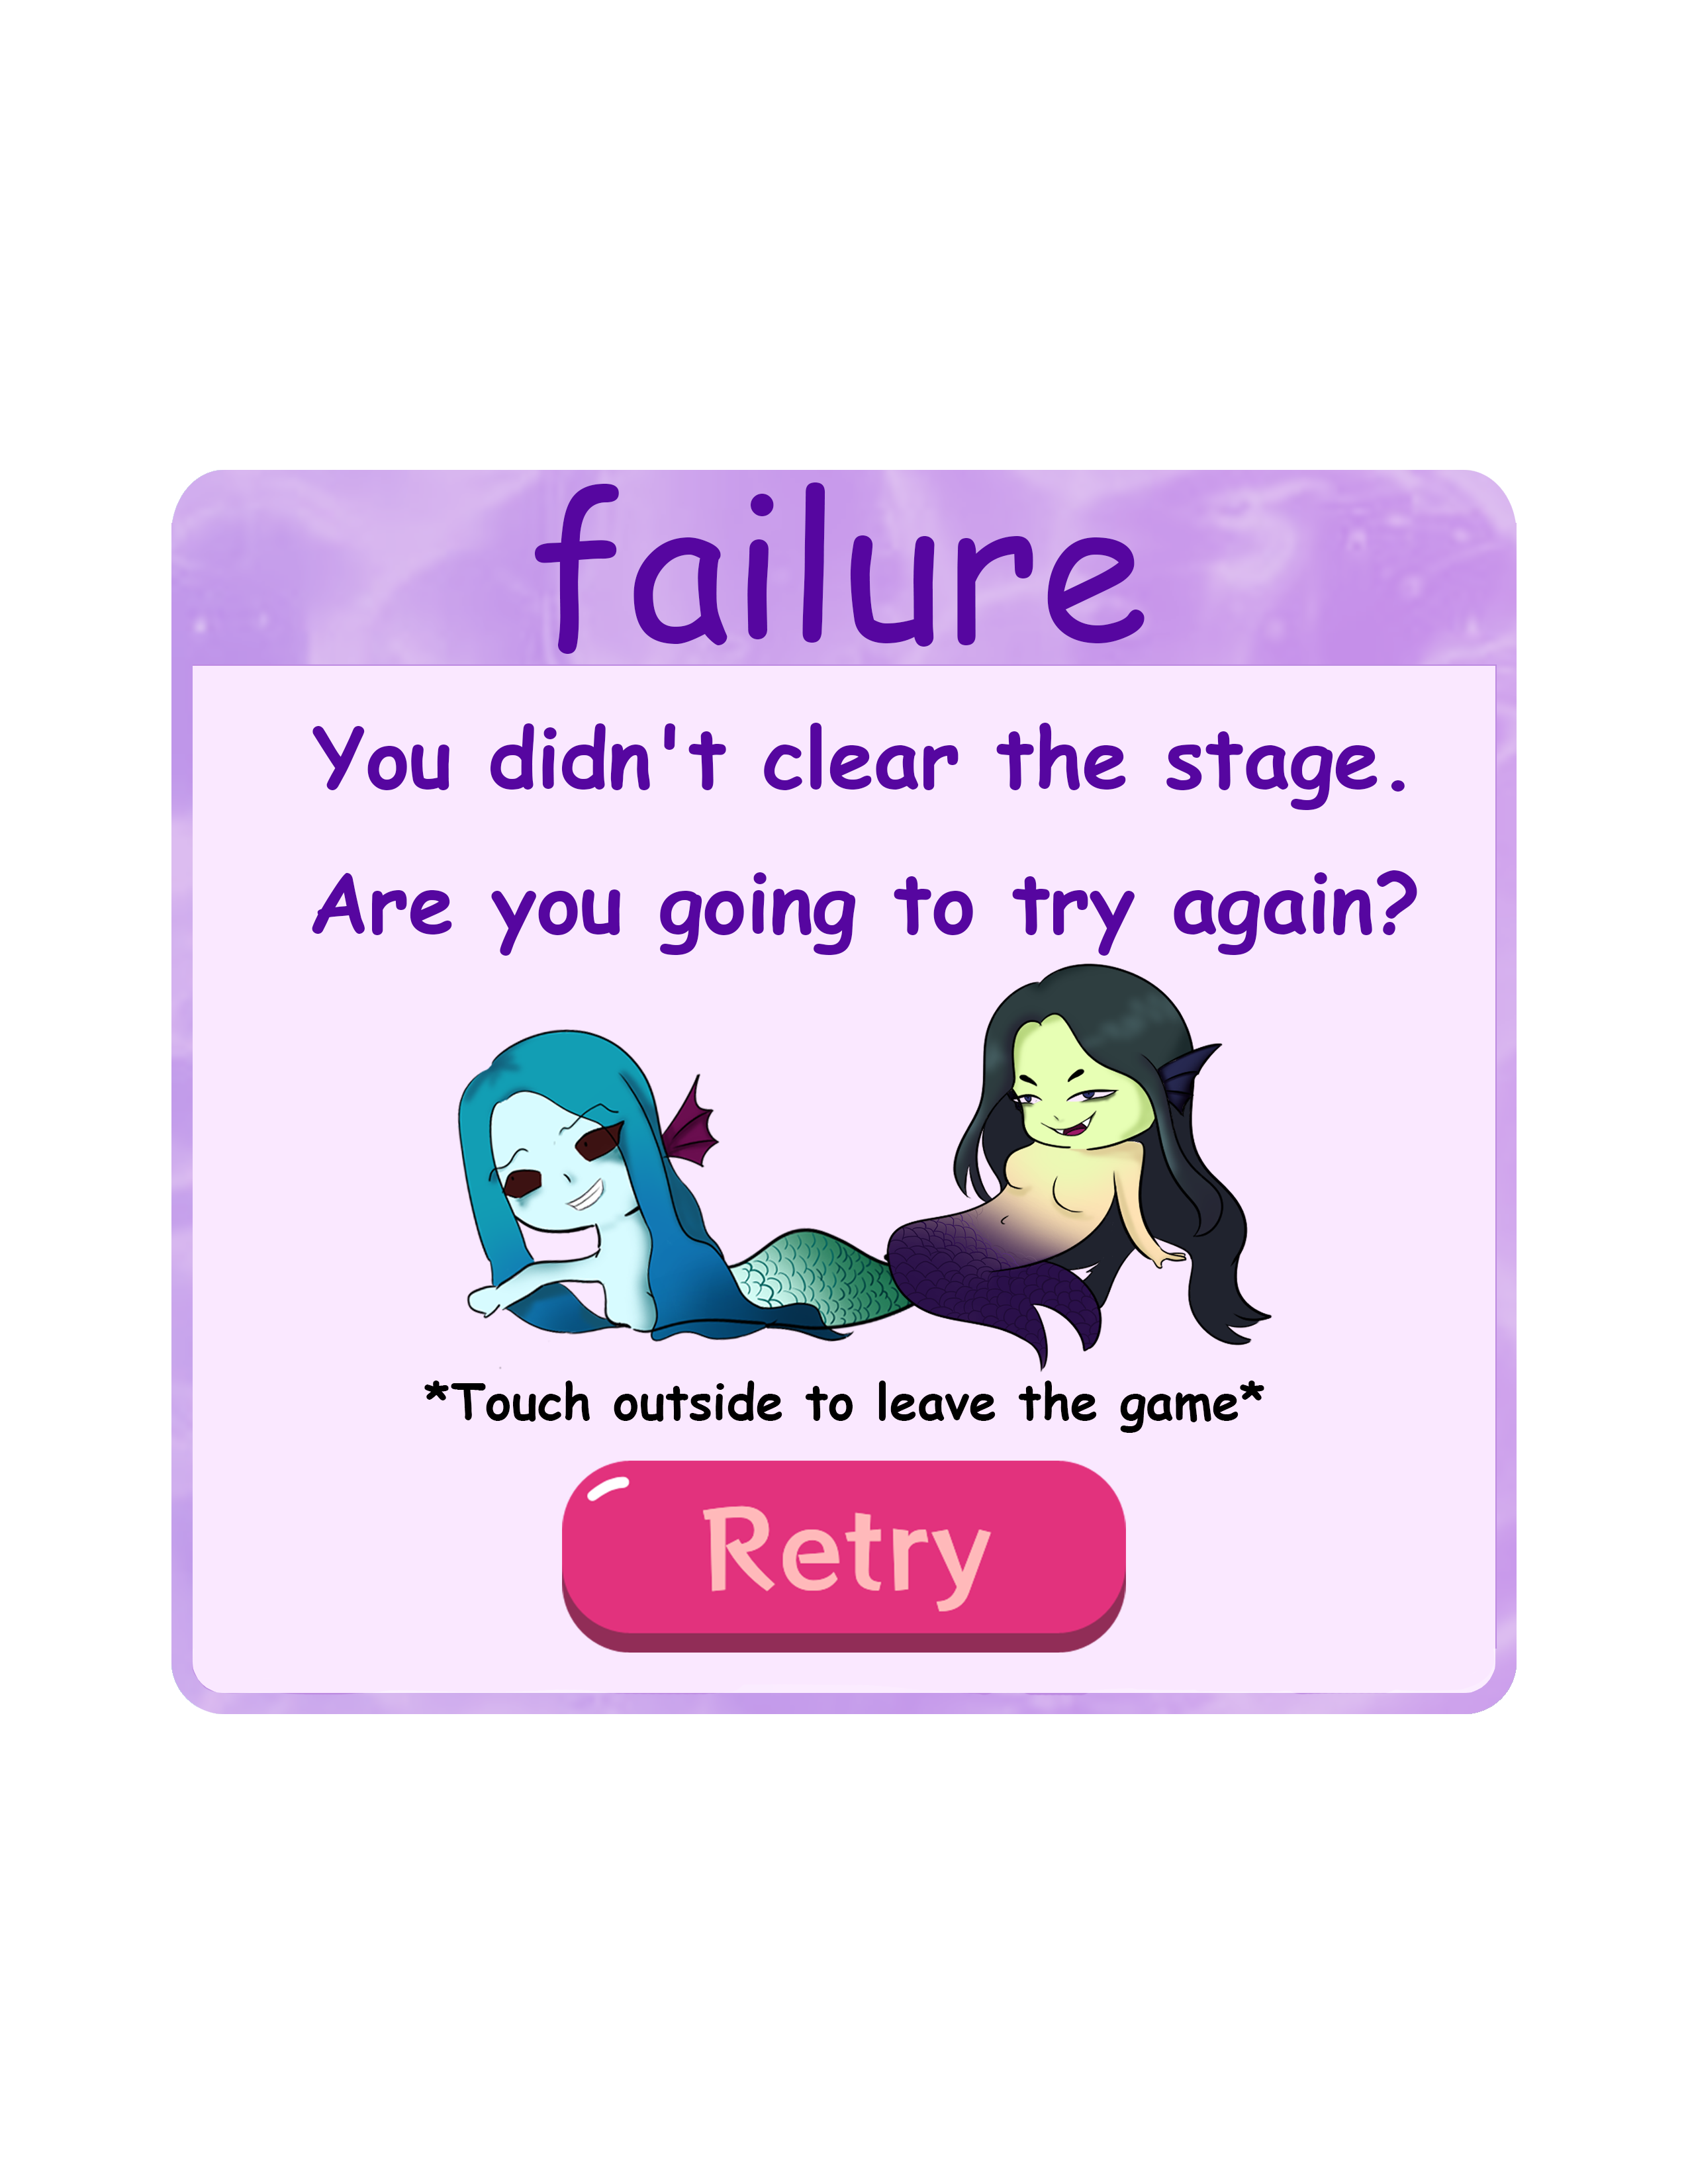 failure
You didn't clear the stage.
Are you going to try again?
*Touch outside to leave the game*
Retry